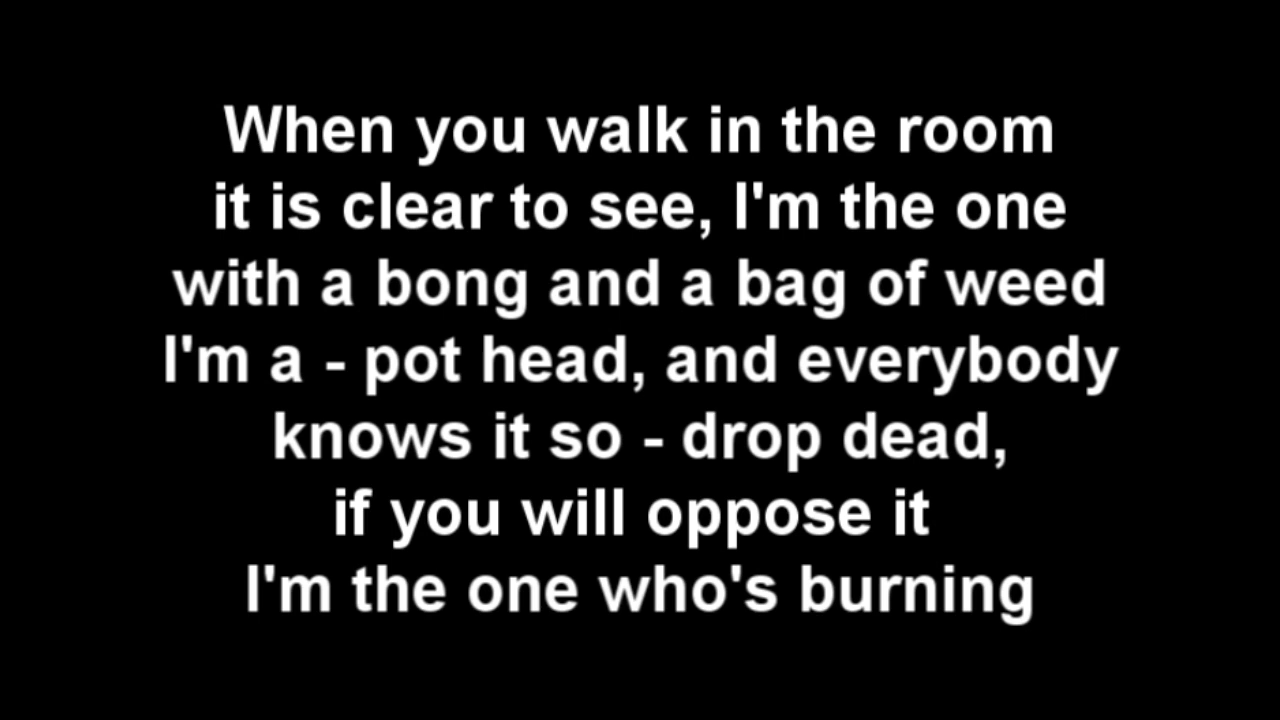 When you walk in the room
it is clear to see, I'm the one
with a bong and a bag of weed
I'm a - pot head, and everybody
knows it so - drop dead,
if you will oppose it
I'm the one who's burning